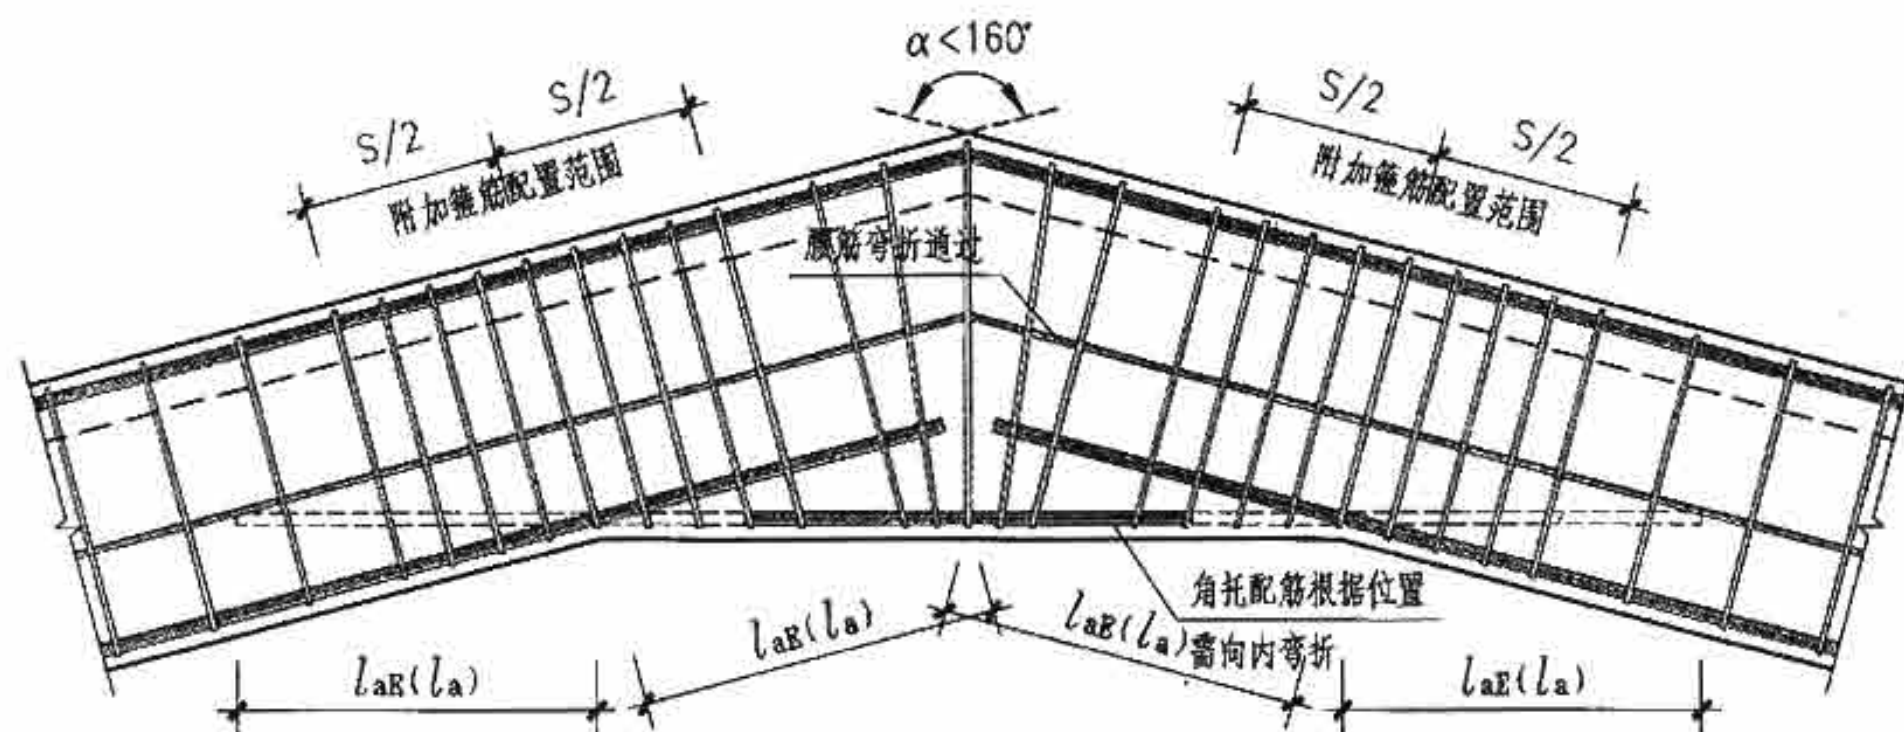 α<160°
S/2
S/2
附加箍筋配置范围
S/2
S/2
附加箍筋配置范围
腰筋弯折通过
角托配筋根据位置
需向内弯折
laE(la)
laE(la)
laE(la)
laE(la)